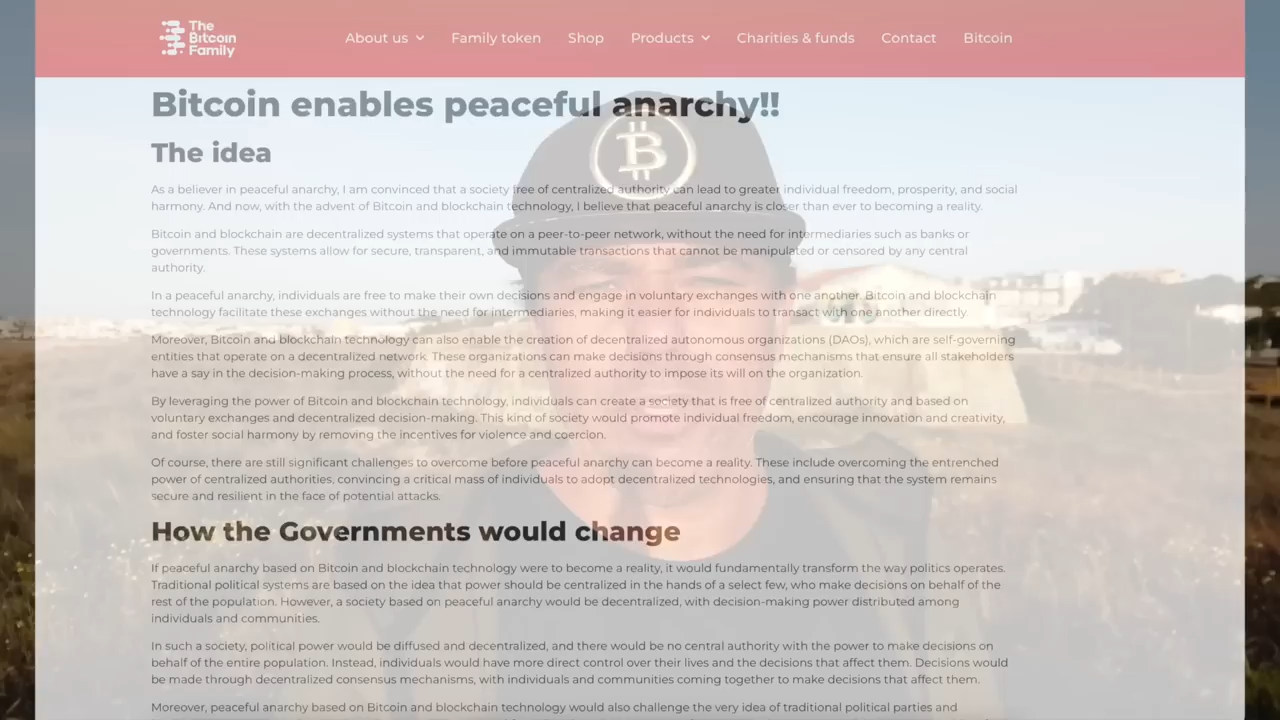 The
Bitcoin
Family
About us
Family token
Shop
Products
Charities & funds
Contact
Bitcoin
Bitcoin enables peaceful anarchy!!
The idea
As a believer in peaceful anarchy, I am convinced that a society free of centralized authority can lead to greater individual freedom, prosperity, and social
harmony. And now, with the advent of Bitcoin and blockchain technology, I believe that peaceful anarchy is closer than ever to becoming a reality.
Bitcoin and blockchain are decentralized systems that operate on a peer-to-peer network, without the need for intermediaries such as banks or
governments. These systems allow for secure, transparent, and immutable transactions that cannot be manipulated or censored by any central
authority.
In a peaceful anarchy, individuals are free to make their own decisions and engage in voluntary exchanges with one another. Bitcoin and blockchain
technology facilitate these exchanges without the need for intermediaries, making it easier for individuals to transact with one another directly.
Moreover, Bitcoin and blockchain technology can also enable the creation of decentralized autonomous organizations (DAOs), which are self-governing
entities that operate on a decentralized network. These organizations can make decisions through consensus mechanisms that ensure all stakeholders
have a say in the decision-making process, without the need for a centralized authority to impose its will on the organization.
By leveraging the power of Bitcoin and blockchain technology, individuals can create a society that is free of centralized authority and based on
voluntary exchanges and decentralized decision-making. This kind of society would promote individual freedom, encourage innovation and creativity,
and foster social harmony by removing the incentives for violence and coercion.
Of course, there are still significant challenges to overcome before peaceful anarchy can become a reality. These include overcoming the entrenched
power of centralized authorities, convincing a critical mass of individuals to adopt decentralized technologies, and ensuring that the system remains
secure and resilient in the face of potential attacks.
How the Governments would change
If peaceful anarchy based on Bitcoin and blockchain technology were to become a reality, it would fundamentally transform the way politics operates.
Traditional political systems are based on the idea that power should be centralized in the hands of a select few, who make decisions on behalf of the
rest of the population. However, a society based on peaceful anarchy would be decentralized, with decision-making power distributed among
individuals and communities.
In such a society, political power would be diffused and decentralized, and there would be no central authority with the power to make decisions on
behalf of the entire population. Instead, individuals would have more direct control over their lives and the decisions that affect them. Decisions would
be made through decentralized consensus mechanisms, with individuals and communities coming together to make decisions that affect them.
Moreover, peaceful anarchy based on Bitcoin and blockchain technology would also challenge the very idea of traditional political parties and